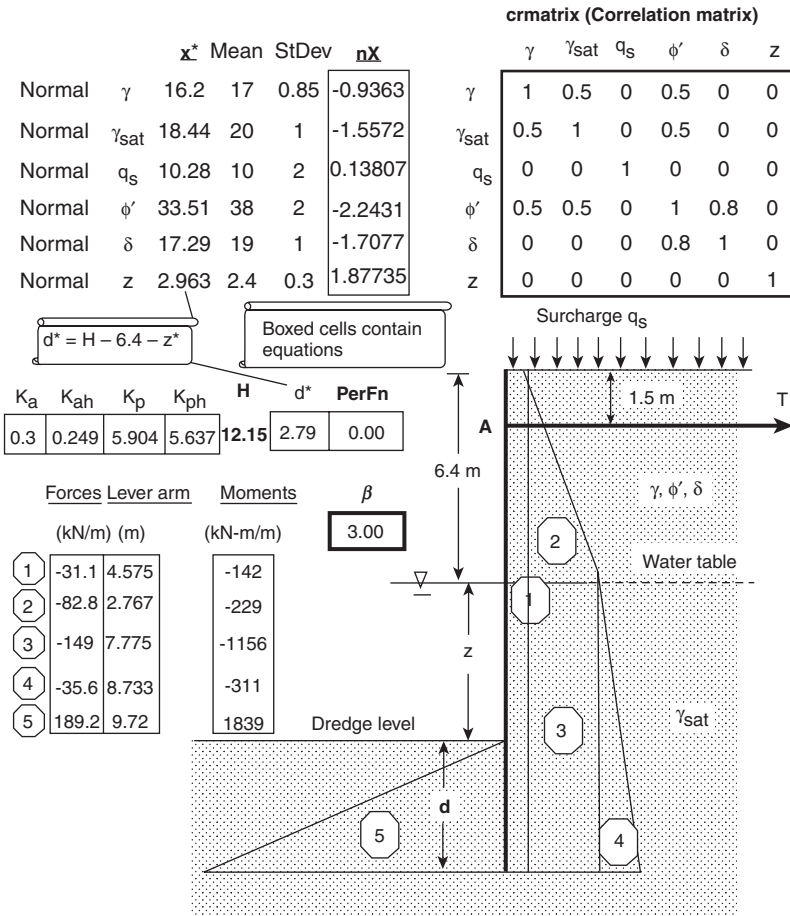 crmatrix (Correlation matrix)
x* Mean StDev nX
γ γsat qs ϕ′ δ z
Normal γ 16.2 17 0.85 -0.9363
γ 1 0.5 0 0.5 0 0
Normal γsat 18.44 20 1 -1.5572
γsat 0.5 1 0 0.5 0 0
Normal qs 10.28 10 2 0.13807
qs 0 0 1 0 0 0
Normal ϕ′ 33.51 38 2 -2.2431
ϕ′ 0.5 0.5 0 1 0.8 0
Normal δ 17.29 19 1 -1.7077
δ 0 0 0 0.8 1 0
Normal z 2.963 2.4 0.3 1.87735
z 0 0 0 0 0 1
d* = H – 6.4 – z*
Boxed cells contain
equations
Surcharge qs
Ka Kah Kp Kph H d* PerFn
0.3 0.249 5.904 5.637 12.15 2.79 0.00
1.5 m
T
A
6.4 m
γ, ϕ′, δ
Forces Lever arm Moments β
(kN/m) (m) (kN-m/m) 3.00
1 -31.1 4.575 -142
2 -82.8 2.767 -229
3 -149 7.775 -1156
4 -35.6 8.733 -311
5 189.2 9.72 1839
2
Water table
1
z
γsat
Dredge level
3
d
5
4